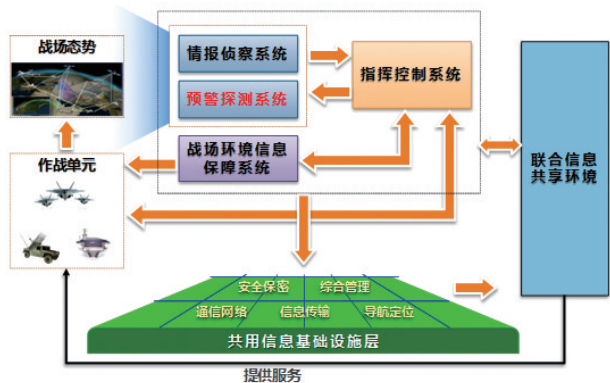 战场态势
情报侦察系统
预警探测系统
指挥控制系统
战场环境信息
保障系统
作战单元
联合信息
共享环境
安全保密
综合管理
通信网络
信息传输
导航定位
共用信息基础设施层
提供服务